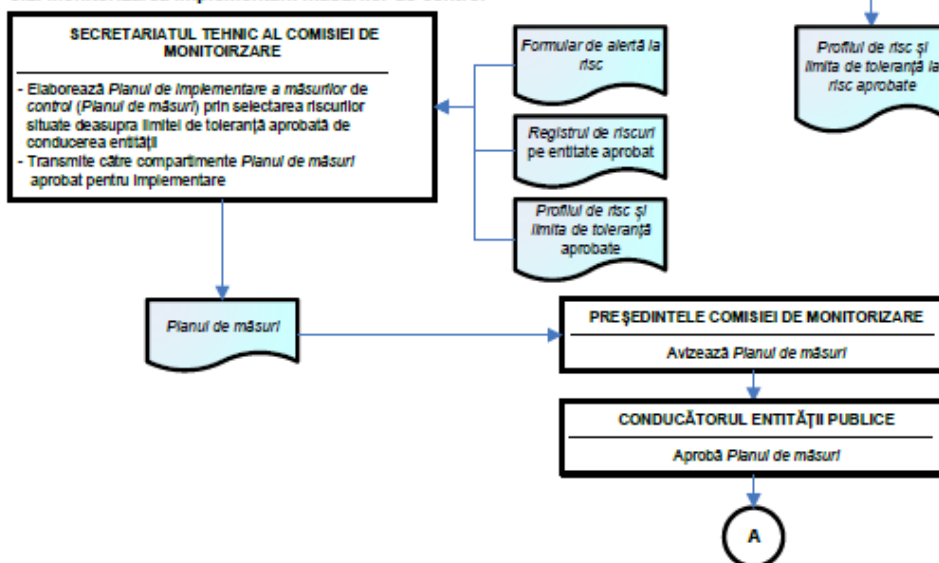 SECRETARIATUL TEHNIC AL COMISIEI DE
MONITOIRZARE
- Elaborează Planul de implementare a măsurilor de
control (Planul de măsuri) prin selectarea riscurilor
situate deasupra limitei de toleranță aprobată de
conducerea entității
- Transmite către compartimente Planul de măsuri
aprobat pentru implementare
Formular de alertă la
risc
Registrul de riscuri
pe entitate aprobat
Profilul de risc și
limita de toleranță
aprobate
Profilul de risc și
limita de toleranță la
risc aprobate
Planul de măsuri
PREȘEDINTELE COMISIEI DE MONITORIZARE
Avizează Planul de măsuri
CONDUCĂTORUL ENTITĂȚII PUBLICE
Aprobă Planul de măsuri
A